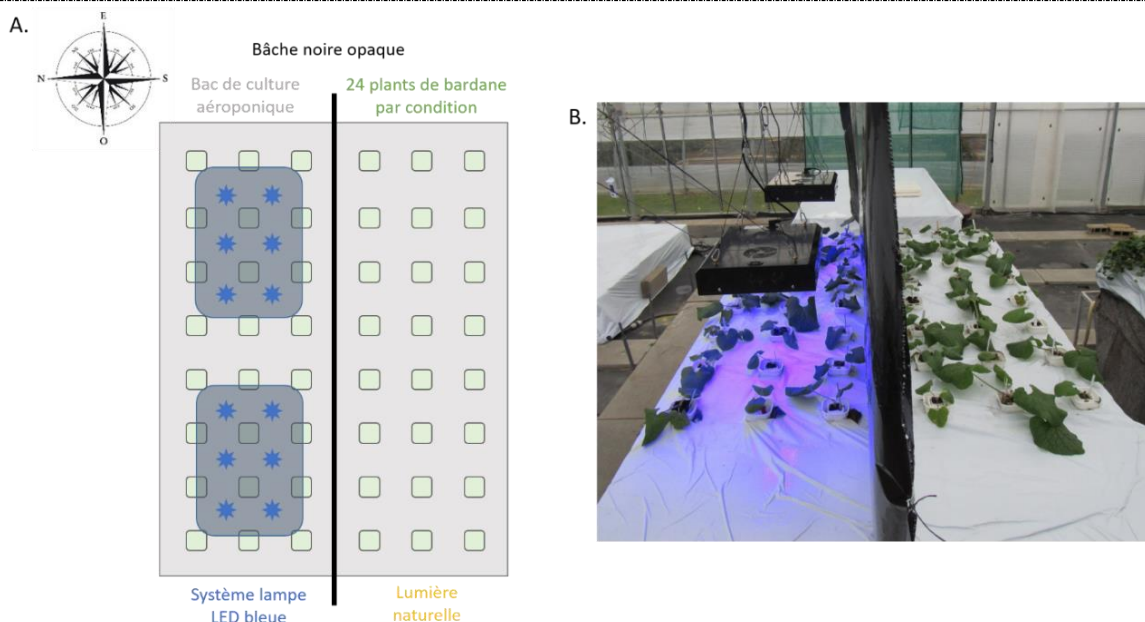 A.
E
N
S
O
Bâche noire opaque
Bac de culture
aéroponique
24 plants de bardane
par condition
B.
Système lampe
LED bleue
Lumière
naturelle